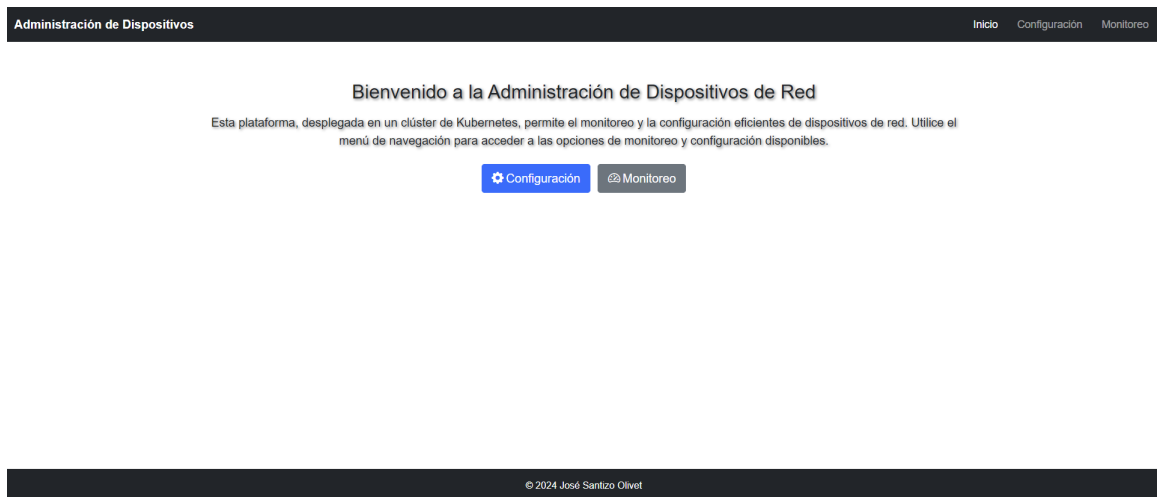 Administración de Dispositivos
Inicio Configuración Monitoreo
Bienvenido a la Administración de Dispositivos de Red
Esta plataforma, desplegada en un clúster de Kubernetes, permite el monitoreo y la configuración eficientes de dispositivos de red. Utilice el
menú de navegación para acceder a las opciones de monitoreo y configuración disponibles.
Configuración Monitoreo
© 2024 José Santizo Olivet